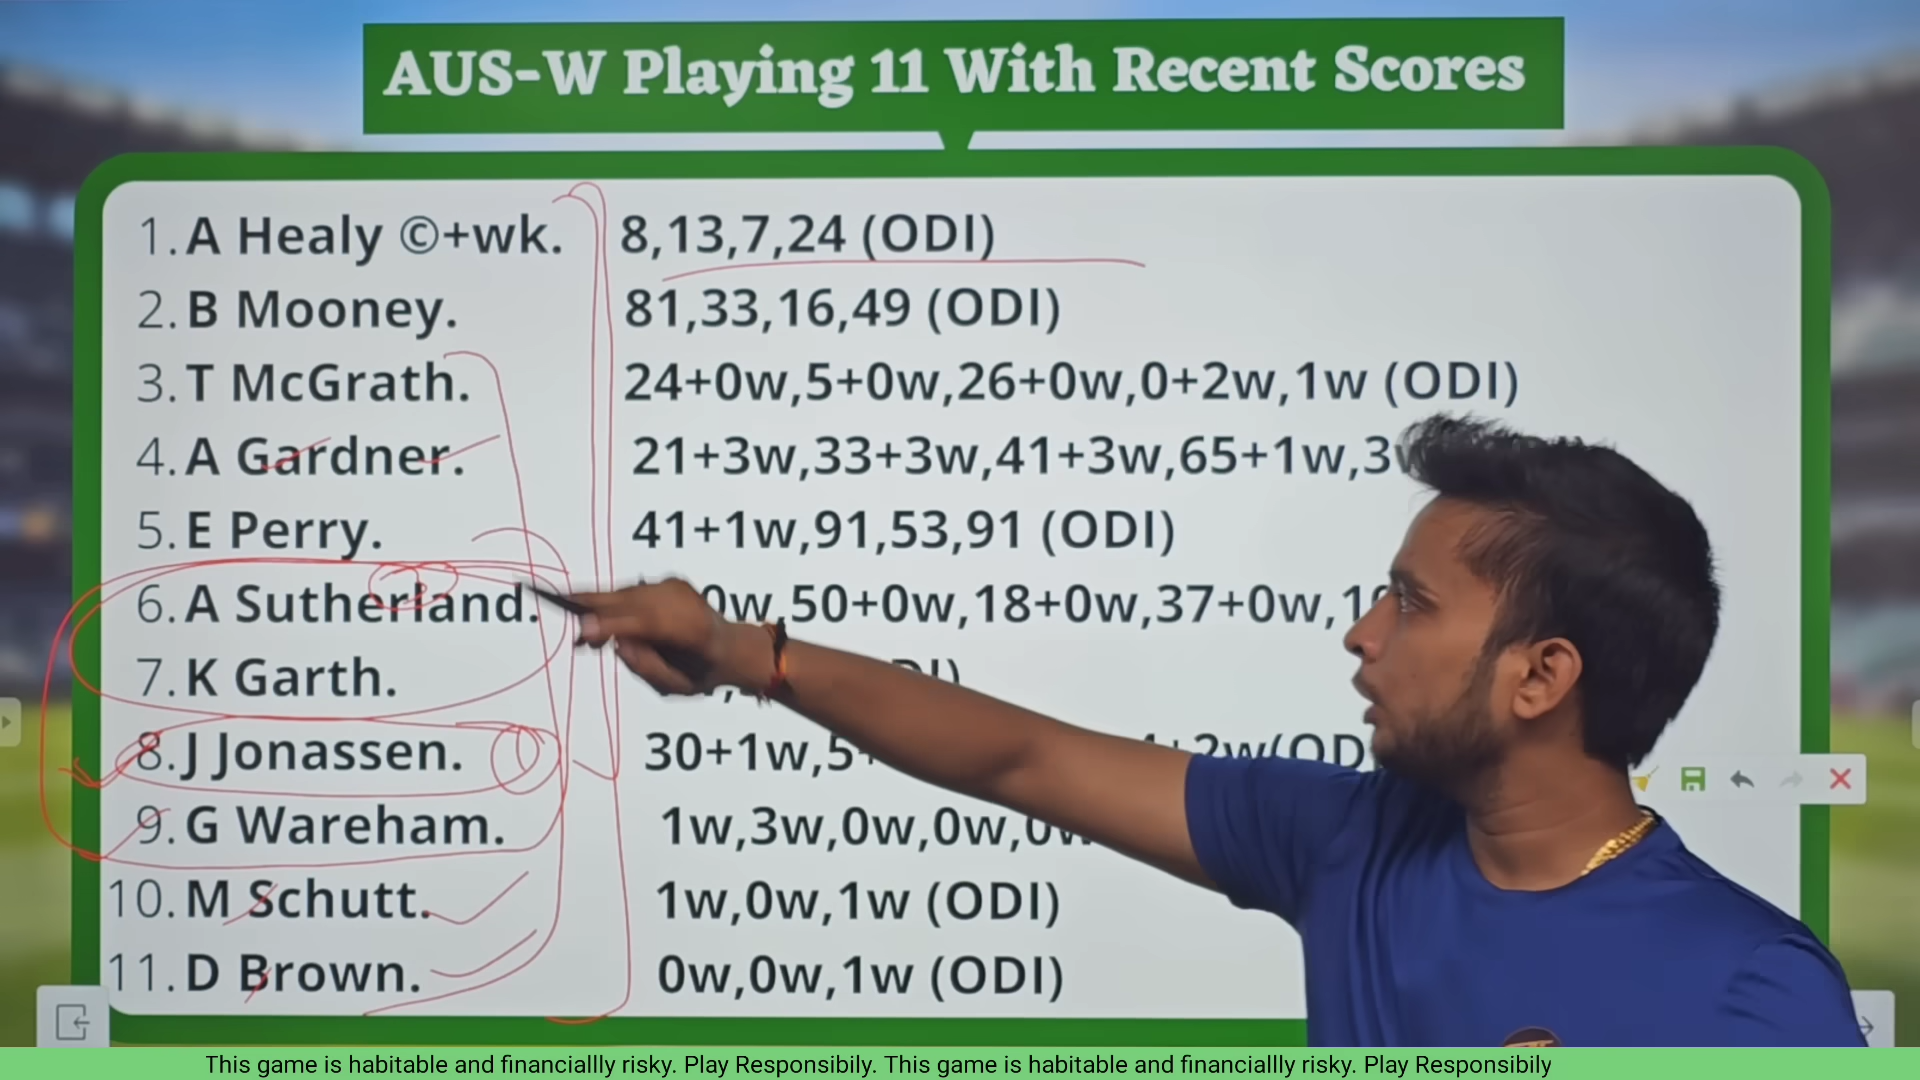 AUS-W Playing 11 With Recent Scores
1. A Healy ©+wk. 8,13,7,24 (ODI)
2. B Mooney. 81,33,16,49 (ODI)
3. T McGrath. 24+0w,5+0w,26+0w,0+2w,1w (ODI)
4. A Gardner. 21+3w,33+3w,41+3w,65+1w,3w
5. E Perry. 41+1w,91,53,91 (ODI)
6. A Sutherland. 0w,50+0w,18+0w,37+0w,
7. K Garth.
8. J Jonassen. 30+1w,
9. G Wareham. 1w,3w,0w,0w,0w
10. M Schutt. 1w,0w,1w (ODI)
11. D Brown. 0w,0w,1w (ODI)
This game is habitable and financiallly risky. Play Responsibily. This game is habitable and financiallly risky. Play Responsibily